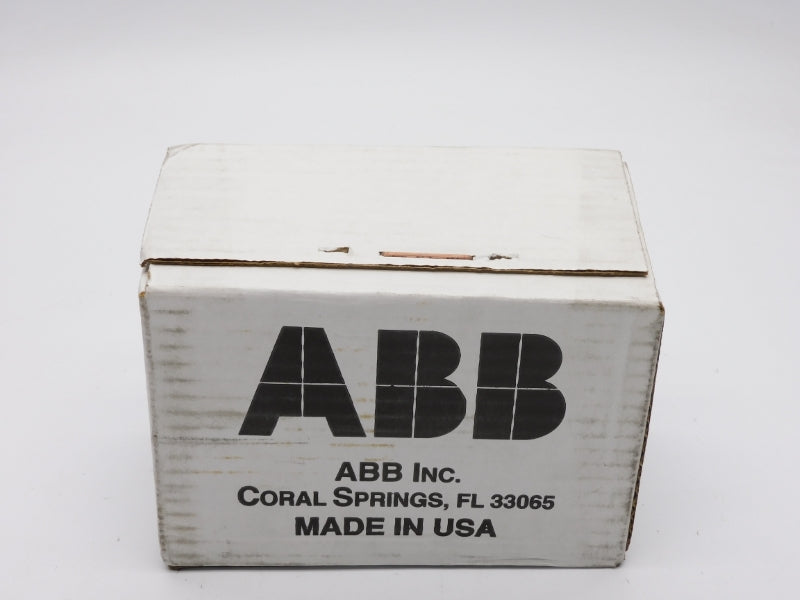 ABB
ABB INC.
CORAL SPRINGS, FL 33065
MADE IN USA